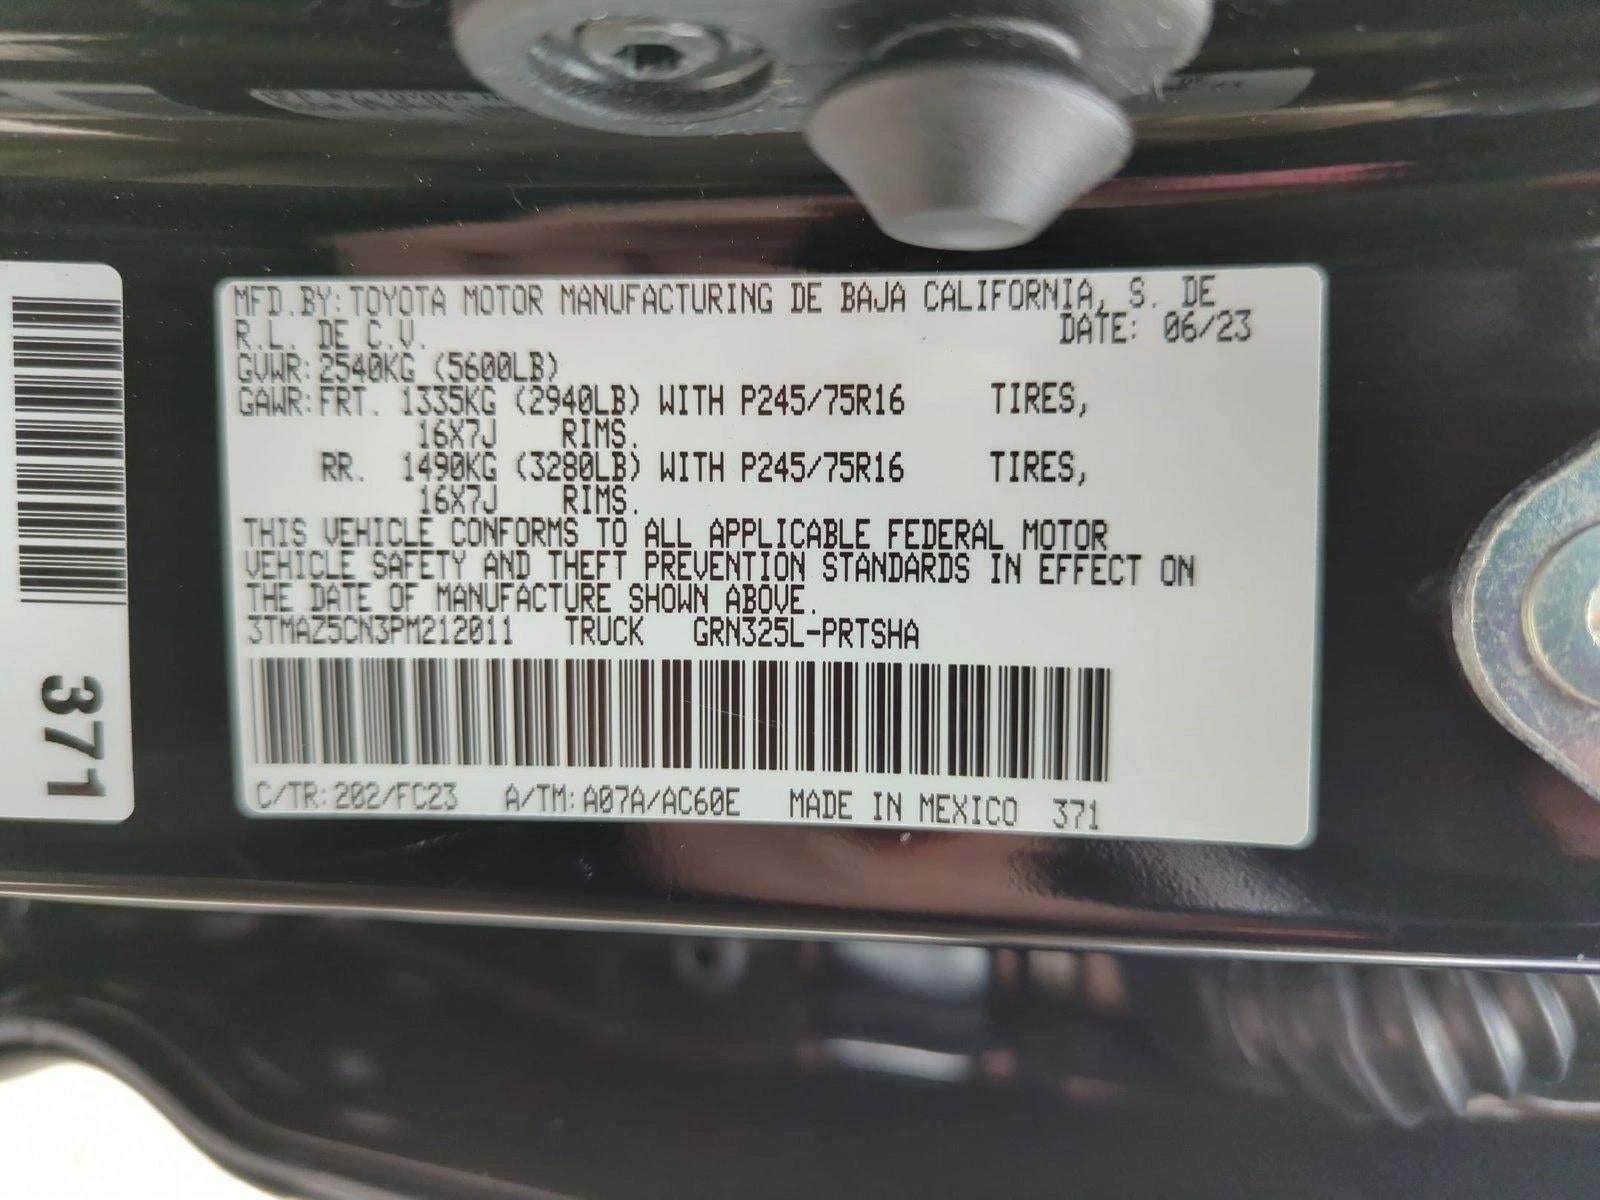 MFD.BY:TOYOTA MOTOR MANUFACTURING DE BAJA CALIFORNIA, S. DE
R.L. DE C.V. DATE: 06/23
GVWR:2540KG (5600LB)
GAWR:FRT. 1335KG (2940LB) WITH P245/75R16 TIRES,
16X7J RIMS.
RR. 1490KG (3280LB) WITH P245/75R16 TIRES,
16X7J RIMS.
THIS VEHICLE CONFORMS TO ALL APPLICABLE FEDERAL MOTOR
VEHICLE SAFETY AND THEFT PREVENTION STANDARDS IN EFFECT ON
THE DATE OF MANUFACTURE SHOWN ABOVE.
3TMAZ5CN3PM212011 TRUCK GRN325L-PRTSHA
C/TR:202/FC23 A/TM:A07A/AC60E MADE IN MEXICO 371
371